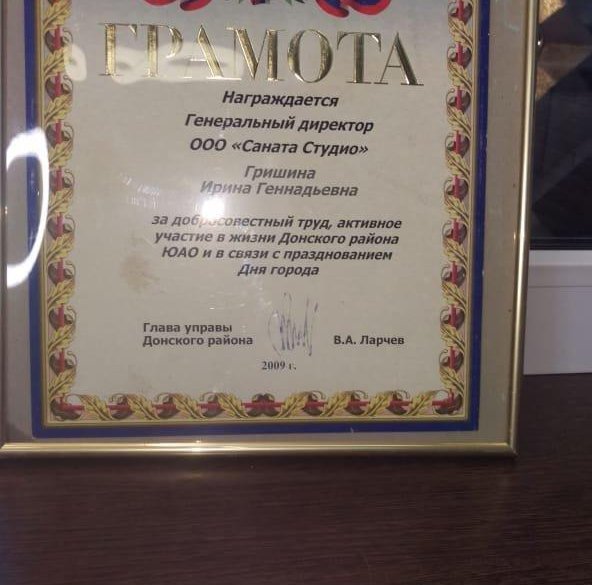 ГРАМОТА
Награждается
Генеральный директор
ООО «Саната Студио»
Гришина
Ирина Геннадьевна
за добросовестный труд, активное
участие в жизни Донского района
ЮАО и в связи с празднованием
Дня города
Глава управы
Донского района В.А. Ларчев
2009 г.